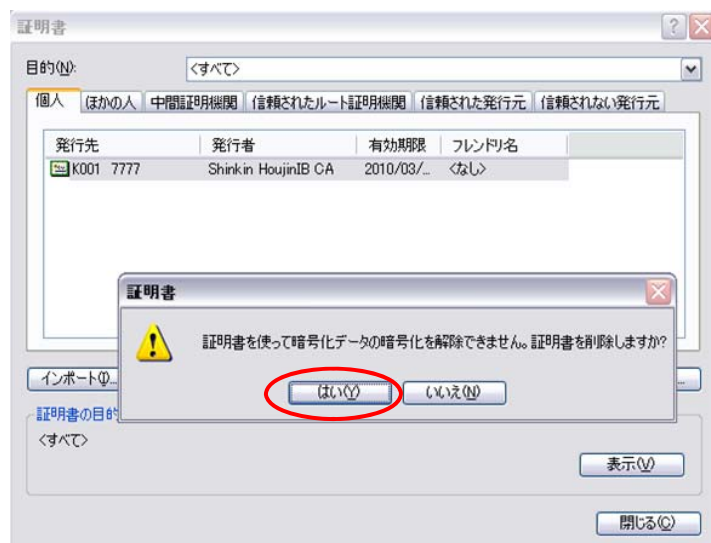 証明書
目的(N):
<すべて>
個人 ほかの人 中間証明機関 信頼されたルート証明機関 信頼された発行元 信頼されない発行元
発行先 発行者 有効期限 フレンドリ名
K001 7777 Shinkin HoujinIB CA 2010/03/... <なし>
証明書
証明書を使って暗号化データの暗号化を解除できません。証明書を削除しますか?
はい(Y) いいえ(N)
インポート(I)...
証明書の目的
<すべて>
表示(V)
閉じる(C)